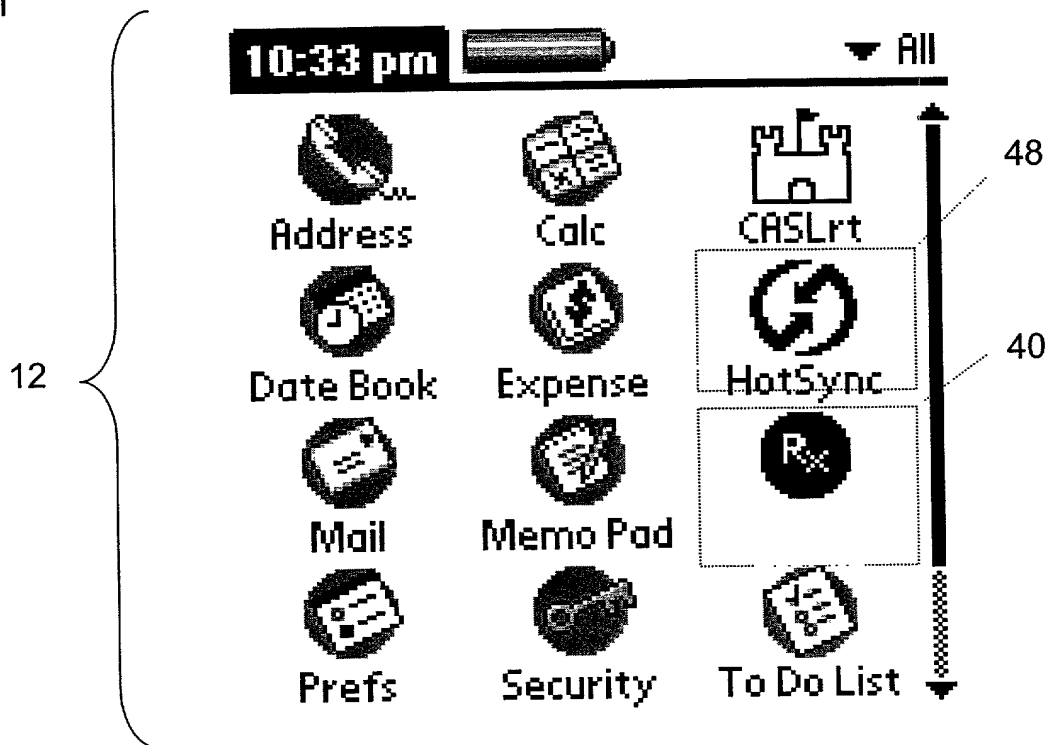 10:33 pm All
Address Calc CASLrt
48
Date Book Expense HotSync
40
12
Rx
Mail Memo Pad
Prefs Security To Do List